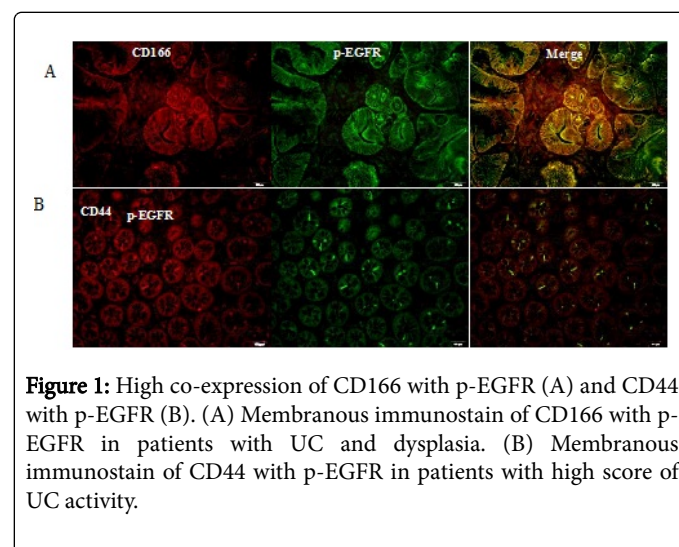 CD166 p-EGFR Merge
A
B
CD44 p-EGFR
Figure 1: High co-expression of CD166 with p-EGFR (A) and CD44
with p-EGFR (B). (A) Membranous immunostain of CD166 with p-
EGFR in patients with UC and dysplasia. (B) Membranous
immunostain of CD44 with p-EGFR in patients with high score of
UC activity.